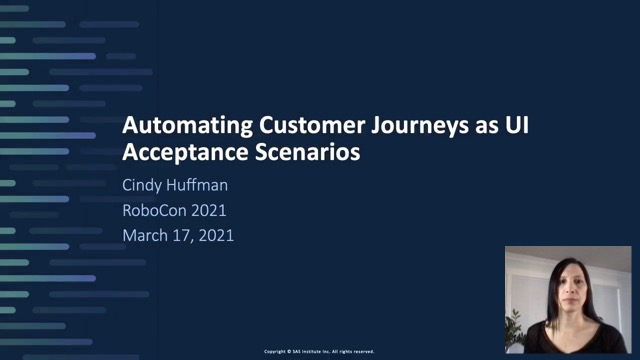 Automating Customer Journeys as UI
Acceptance Scenarios
Cindy Huffman
RoboCon 2021
March 17, 2021
Copyright © SAS Institute Inc. All rights reserved.